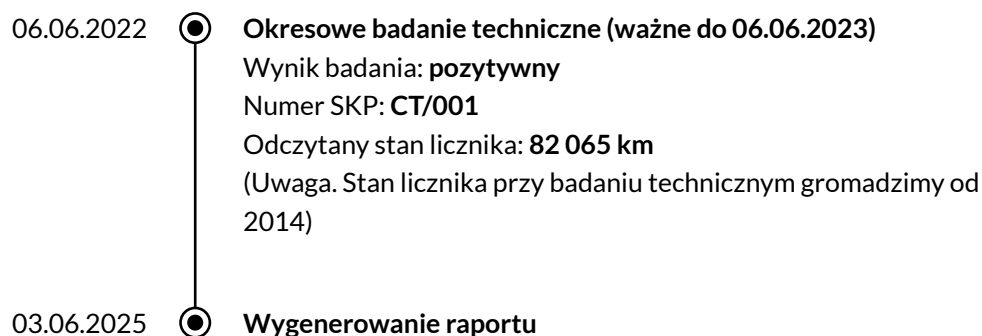 06.06.2022 Okresowe badanie techniczne (ważne do 06.06.2023)
Wynik badania: pozytywny
Numer SKP: CT/001
Odczytany stan licznika: 82 065 km
(Uwaga. Stan licznika przy badaniu technicznym gromadzimy od
2014)
03.06.2025 Wygenerowanie raportu